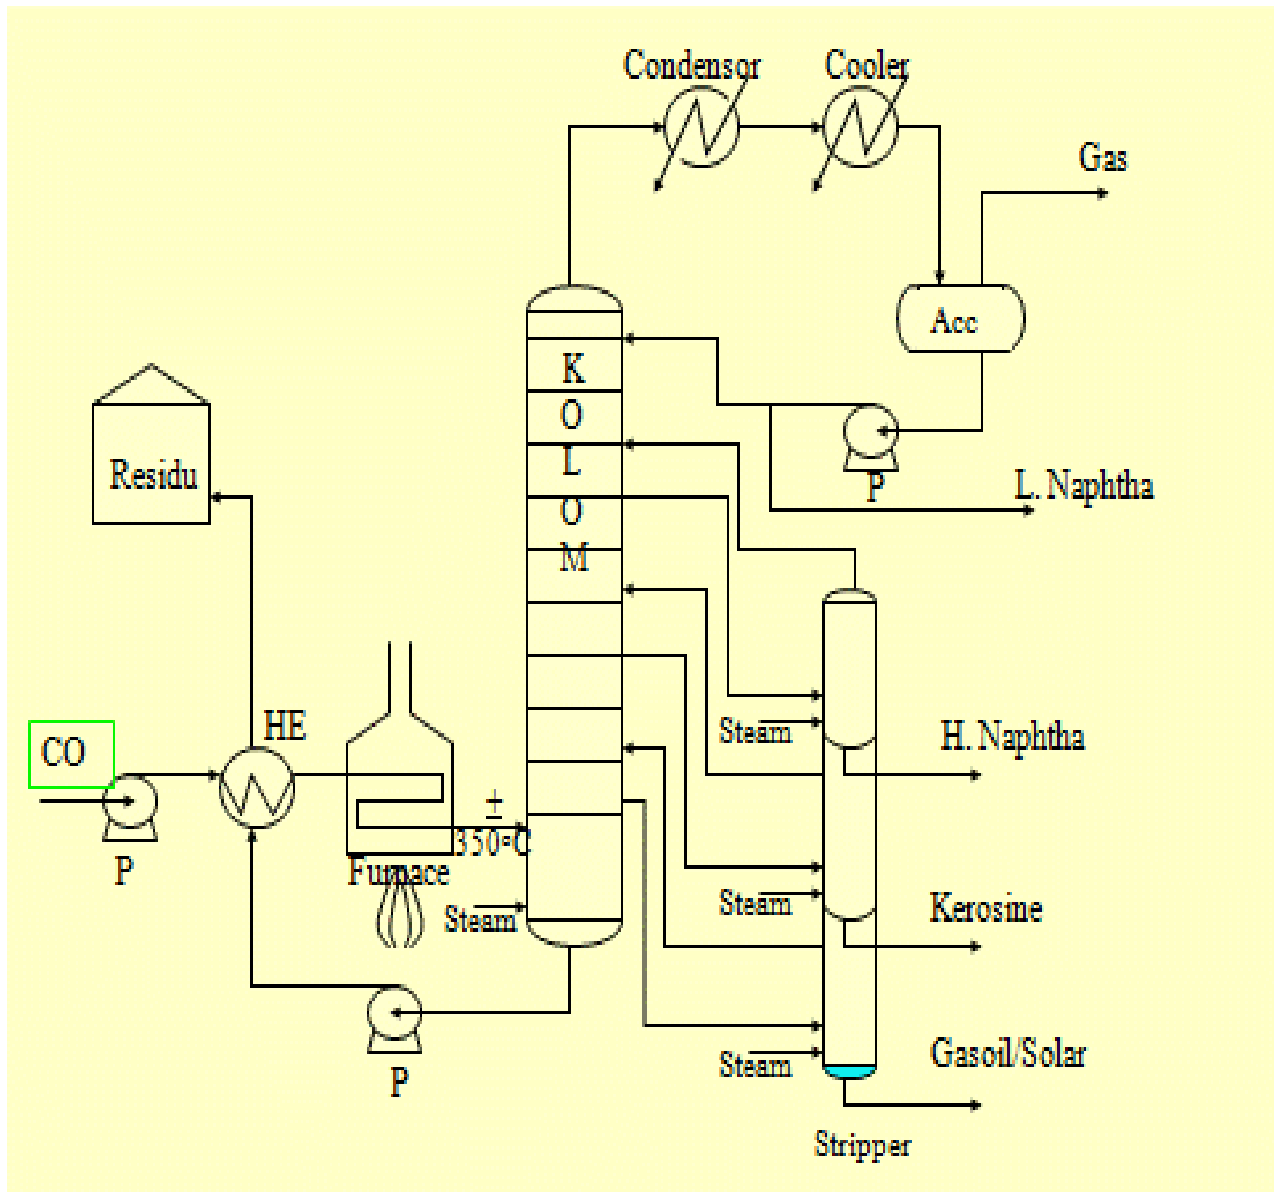 Condensor
Cooler
Gas
Acc
K
O
L
O
M
P
L. Naphtha
Residu
HE
CO
P
±
350°C
Furnace
Steam
P
Steam
H. Naphtha
Steam
Kerosine
Steam
Gasoil/Solar
Stripper